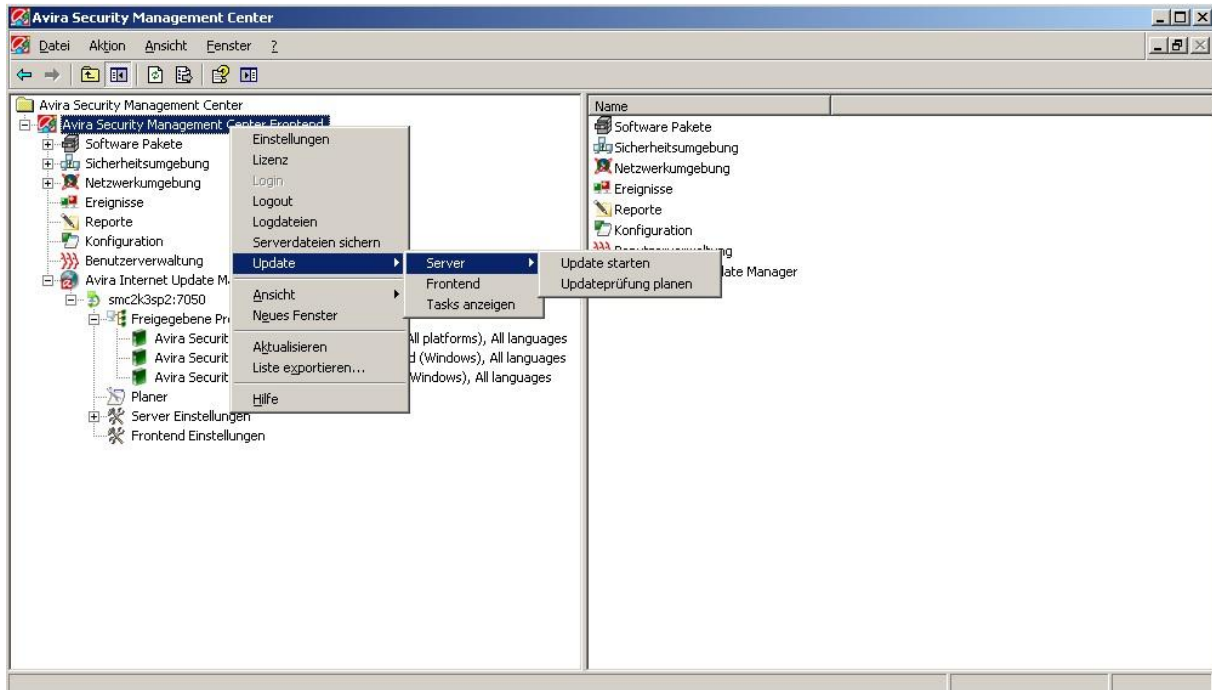 Avira Security Management Center
Datei Aktion Ansicht Fenster ?
Avira Security Management Center
Avira Security Management Center Frontend
Software Pakete
Sicherheitsumgebung
Netzwerkumgebung
Ereignisse
Reporte
Konfiguration
Benutzerverwaltung
Avira Internet Update M
smc2k3sp2:7050
Freigegebene Pr
Avira Securit All platforms), All languages
Avira Securit d (Windows), All languages
Avira Securit Windows), All languages
Planer
Server Einstellungen
Frontend Einstellungen
Einstellungen
Lizenz
Login
Logout
Logdateien
Serverdateien sichern
Update
Ansicht
Neues Fenster
Aktualisieren
Liste exportieren...
Hilfe
Server
Frontend
Tasks anzeigen
Update starten
Updateprüfung planen
Name
Software Pakete
Sicherheitsumgebung
Netzwerkumgebung
Ereignisse
Reporte
Konfiguration
Benutzerverwaltung
date Manager